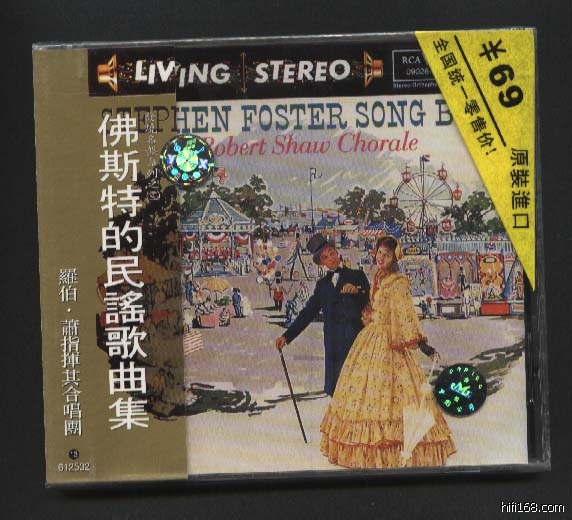 LIVING STEREO
RCA
09026-
STEPHEN FOSTER SONG B
Robert Shaw Chorale
佛斯特的民謠歌曲集
羅伯·蕭指揮其合唱團
612532
¥69
全国统一零售价!
原裝進口
hifi168.com